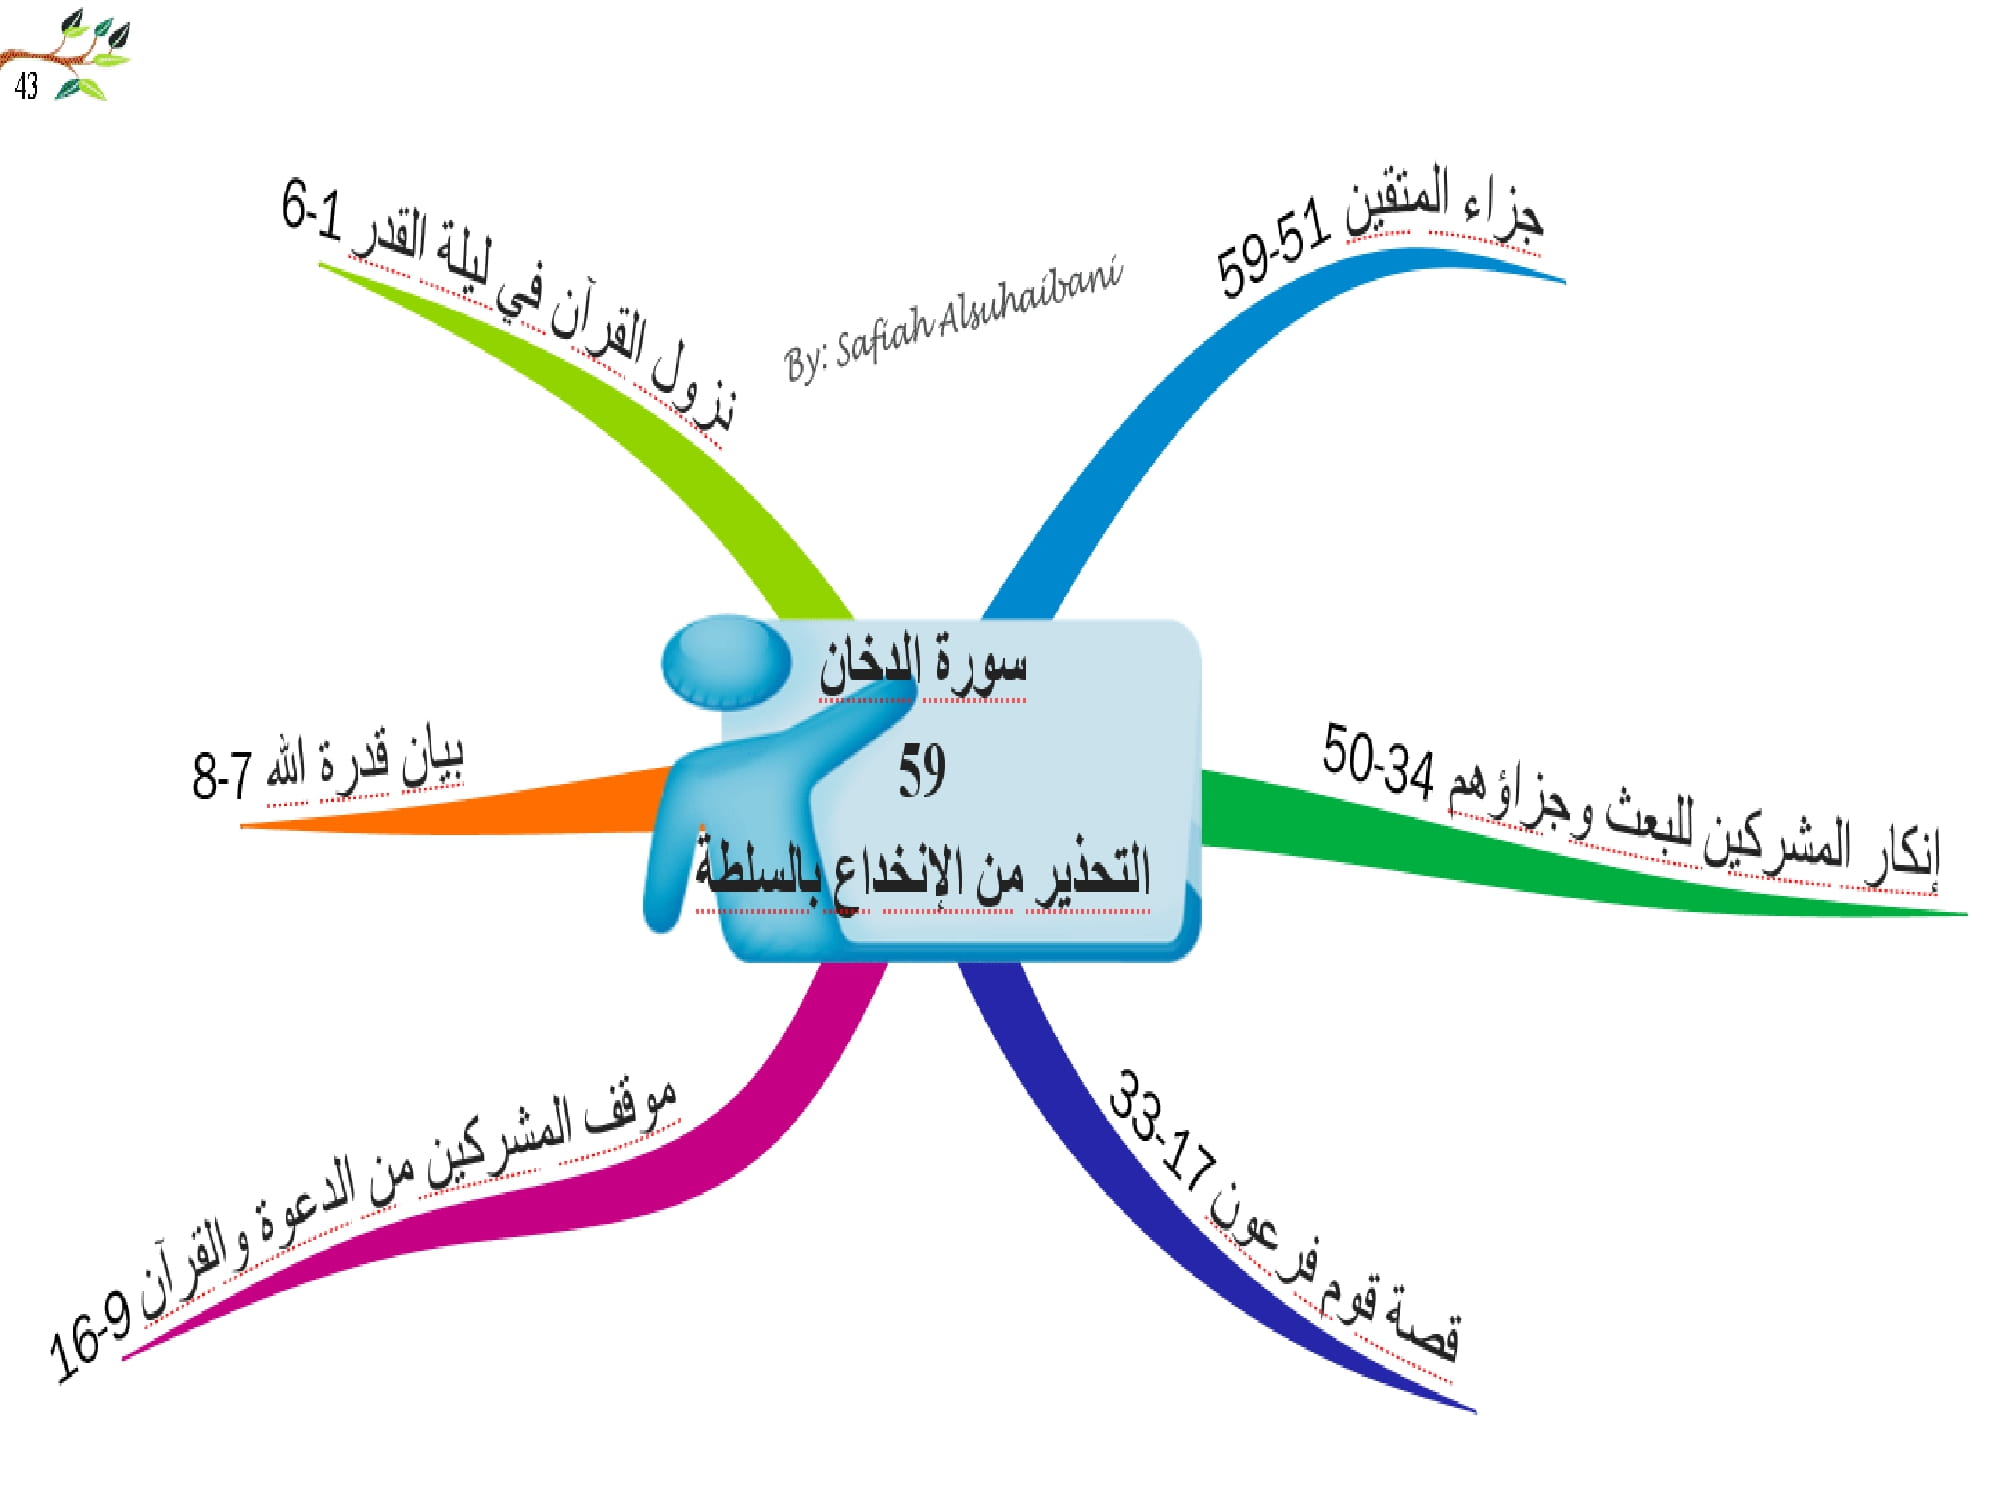 43
سورة الدخان
59
التحذير من الإنخداع بالسلطة
By: Safiah Alsuhaibani
نزول القرآن في ليلة القدر 1-6
بيان قدرة الله 7-8
موقف المشركين من الدعوة والقرآن 9-16
قصة قوم فرعون 17-33
إنكار المشركين للبعث وجزاؤهم 34-50
جزاء المتقين 51-59